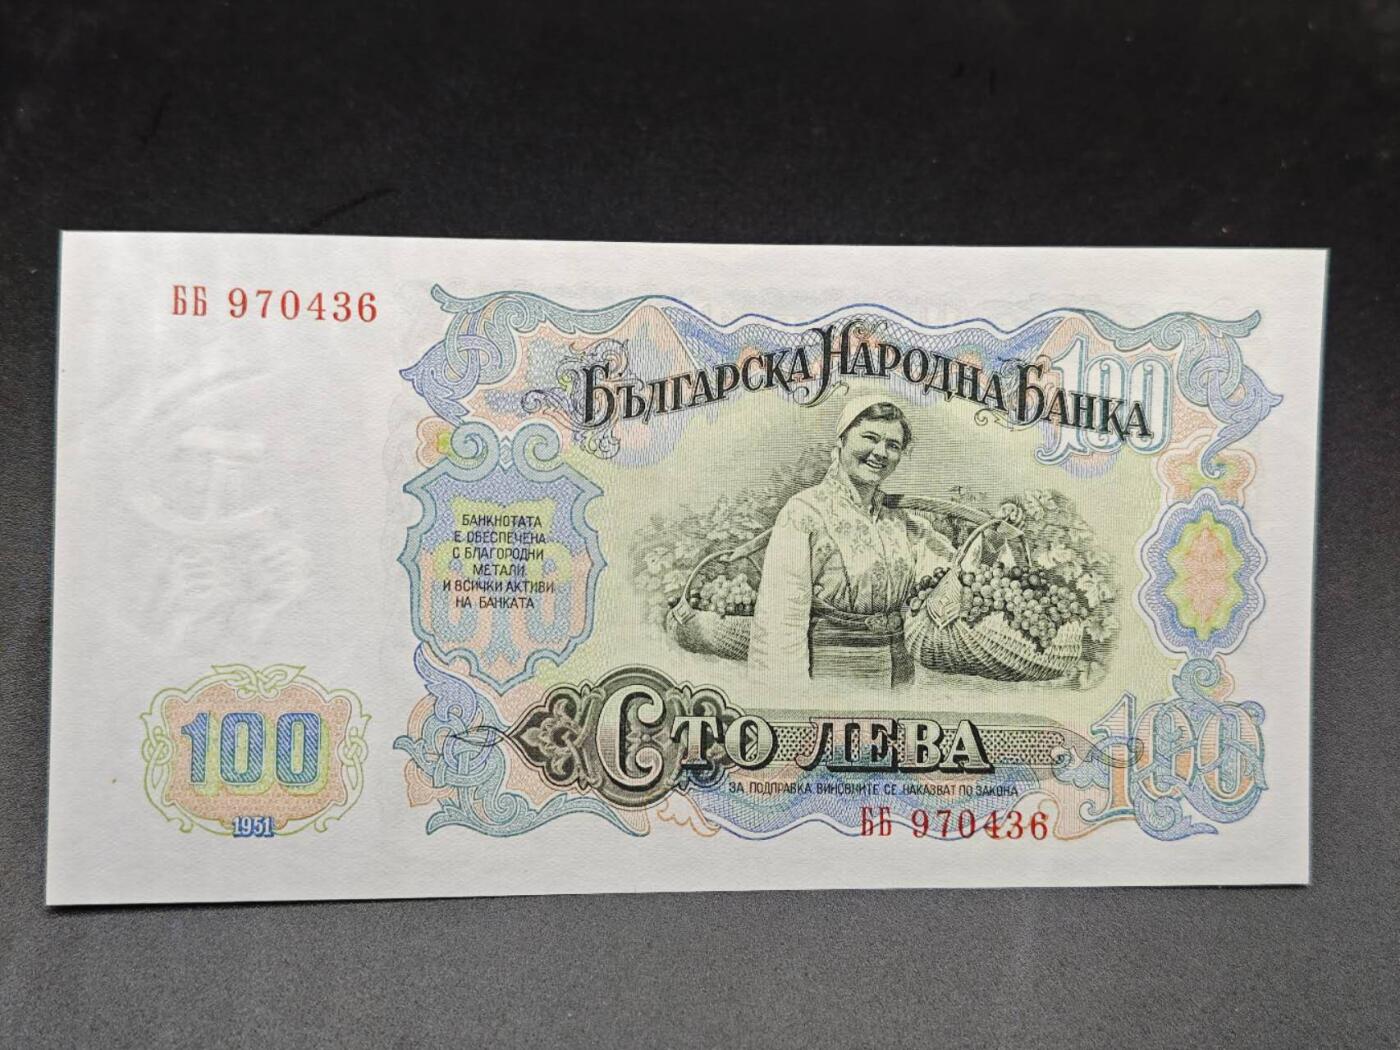 ББ 970436
БЪЛГАРСКА НАРОДНА БАНКА
100
БАНКНОТАТА
Е ОБЕСПЕЧЕНА
С БЛАГОРОДНИ
МЕТАЛИ
И ВСИЧКИ АКТИВИ
НА БАНКАТА
СТО ЛЕВА
100
100
1951
ЗА ПОДПРАВКА ВИНОВНИТЕ СЕ НАКАЗВАТ ПО ЗАКОНА
ББ 970436